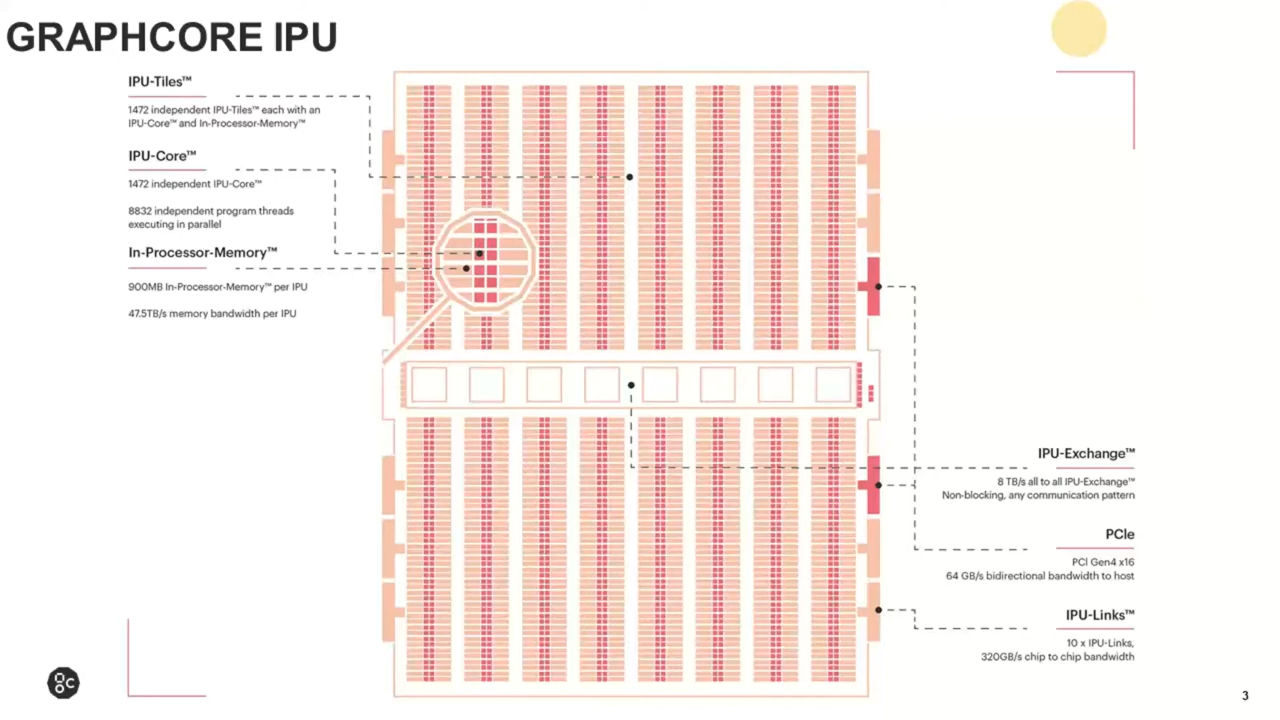 GRAPHCORE IPU
IPU-Tiles™
1472 independent IPU-Tiles™ each with an
IPU-Core™ and In-Processor-Memory™
IPU-Core™
1472 independent IPU-Core™
8832 independent program threads
executing in parallel
In-Processor-Memory™
900MB In-Processor-Memory™ per IPU
47.5TB/s memory bandwidth per IPU
IPU-Exchange™
8 TB/s all to all IPU-Exchange™
Non-blocking, any communication pattern
PCIe
PCI Gen4 x16
64 GB/s bidirectional bandwidth to host
IPU-Links™
10 x IPU-Links,
320GB/s chip to chip bandwidth
3